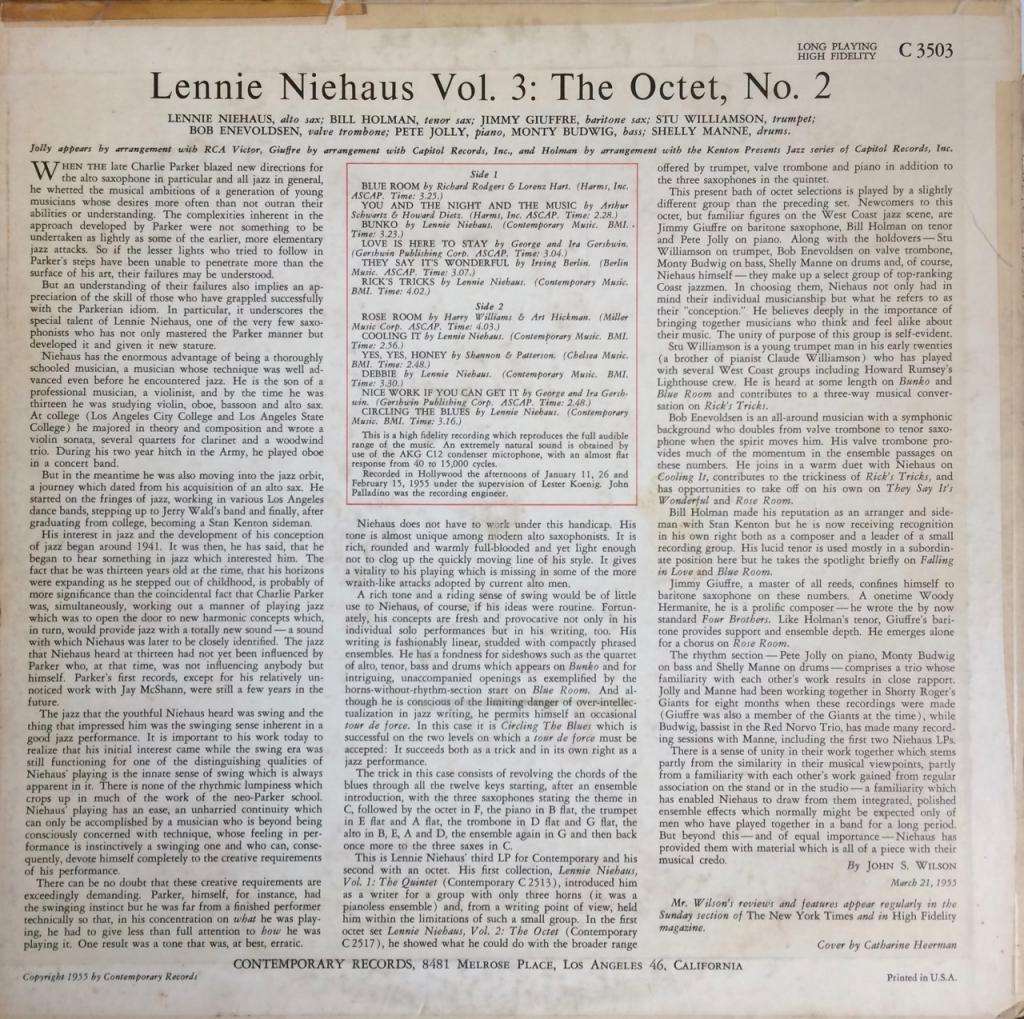 LONG PLAYING
HIGH FIDELITY
C 3503
Lennie Niehaus Vol. 3: The Octet, No. 2
LENNIE NIEHAUS, alto sax; BILL HOLMAN, tenor sax; JIMMY GIUFFRE, baritone sax; STU WILLIAMSON, trumpet;
BOB ENEVOLDSEN, valve trombone; PETE JOLLY, piano, MONTY BUDWIG, bass; SHELLY MANNE, drums.
Jolly appears by arrangement with RCA Victor, Giuffre by arrangement with Capitol Records, Inc., and Holman by arrangement with the Kenton Presents Jazz series of Capitol Records, Inc.
WHEN THE late Charlie Parker blazed new directions for
the alto saxophone in particular and all jazz in general,
he whetted the musical ambitions of a generation of young
musicians whose desires more often than not outran their
abilities or understanding. The complexities inherent in the
approach developed by Parker were not something to be
undertaken as lightly as some of the earlier, more elementary
jazz attacks. So if the lesser lights who tried to follow in
Parker's steps have been unable to penetrate more than the
surface of his art, their failures may be understood.
But an understanding of their failures also implies an ap-
preciation of the skill of those who have grappled successfully
with the Parkerian idiom. In particular, it underscores the
special talent of Lennie Niehaus, one of the very few saxo-
phonists who has not only mastered the Parker manner but
developed it and given it new stature.
Niehaus has the enormous advantage of being a thoroughly
schooled musician, a musician whose technique was well ad-
vanced even before he encountered jazz. He is the son of a
professional musician, a violinist, and by the time he was
thirteen he was studying violin, oboe, bassoon and alto sax.
At college (Los Angeles City College and Los Angeles State
College) he majored in theory and composition and wrote a
violin sonata, several quartets for clarinet and a woodwind
trio. During his two year hitch in the Army, he played oboe
in a concert band.
But in the meantime he was also moving into the jazz orbit,
a journey which dated from his acquisition of an alto sax. He
started on the fringes of jazz, working in various Los Angeles
dance bands, stepping up to Jerry Wald's band and finally, after
graduating from college, becoming a Stan Kenton sideman.
His interest in jazz and the development of his conception
of jazz began around 1941. It was then, he has said, that he
began to hear something in jazz which interested him. The
fact that he was thirteen years old at the time, that his horizons
were expanding as he stepped out of childhood, is probably of
more significance than the coincidental fact that Charlie Parker
was, simultaneously, working out a manner of playing jazz
which was to open the door to new harmonic concepts which,
in turn, would provide jazz with a totally new sound — a sound
with which Niehaus was later to be closely identified. The jazz
that Niehaus heard at thirteen had not yet been influenced by
Parker who, at that time, was not influencing anybody but
himself. Parker's first records, except for his relatively un-
noticed work with Jay McShann, were still a few years in the
future.
The jazz that the youthful Niehaus heard was swing and the
thing that impressed him was the swinging sense inherent in a
good jazz performance. It is important to his work today to
realize that his initial interest came while the swing era was
still functioning for one of the distinguishing qualities of
Niehaus' playing is the innate sense of swing which is always
apparent in it. There is none of the rhythmic lumpiness which
crops up in much of the work of the neo-Parker school.
Niehaus' playing has an ease, an unharried continuity which
can only be accomplished by a musician who is beyond being
consciously concerned with technique, whose feeling in per-
formance is instinctively a swinging one and who can, conse-
quently, devote himself completely to the creative requirements
of his performance.
There can be no doubt that these creative requirements are
exceedingly demanding. Parker, himself, for instance, had
the swinging instinct but he was far from a finished performer
technically so that, in his concentration on what he was play-
ing, he had to give less than full attention to how he was
playing it. One result was a tone that was, at best, erratic.
Side 1
BLUE ROOM by Richard Rodgers & Lorenz Hart. (Harms, Inc.
ASCAP. Time: 3.25.)
YOU AND THE NIGHT AND THE MUSIC by Arthur
Schwartz & Howard Dietz. (Harms, Inc. ASCAP. Time: 2.28.)
BUNKO by Lennie Niehaus. (Contemporary Music. BMI.
Time: 3.23.)
LOVE IS HERE TO STAY by George and Ira Gershwin.
(Gershwin Publishing Corp. ASCAP. Time: 3.04.)
THEY SAY IT'S WONDERFUL by Irving Berlin. (Berlin
Music. ASCAP. Time: 3.07.)
RICK'S TRICKS by Lennie Niehaus. (Contemporary Music.
BMI. Time: 4.02.)
Side 2
ROSE ROOM by Harry Williams & Art Hickman. (Miller
Music Corp. ASCAP. Time: 4.03.)
COOLING IT by Lennie Niehaus. (Contemporary Music. BMI.
Time: 2.56.)
YES, YES, HONEY by Shannon & Patterson. (Chelsea Music.
BMI. Time: 2.48.)
DEBBIE by Lennie Niehaus. (Contemporary Music. BMI.
Time: 3.30.)
NICE WORK IF YOU CAN GET IT by George and Ira Gersh-
win. (Gershwin Publishing Corp. ASCAP. Time: 2.48.)
CIRCLING THE BLUES by Lennie Niehaus. (Contemporary
Music. BMI. Time: 3.16.)
This is a high fidelity recording which reproduces the full audible
range of the music. An extremely natural sound is obtained by
use of the AKG C12 condenser microphone, with an almost flat
response from 40 to 15,000 cycles.
Recorded in Hollywood the afternoons of January 11, 26 and
February 15, 1955 under the supervision of Lester Koenig. John
Palladino was the recording engineer.
Niehaus does not have to work under this handicap. His
tone is almost unique among modern alto saxophonists. It is
rich, rounded and warmly full-blooded and yet light enough
not to clog up the quickly moving line of his style. It gives
a vitality to his playing which is missing in some of the more
wraith-like attacks adopted by current alto men.
A rich tone and a riding sense of swing would be of little
use to Niehaus, of course, if his ideas were routine. Fortun-
ately, his concepts are fresh and provocative not only in his
individual solo performances but in his writing, too. His
writing is fashionably linear, studded with compactly phrased
ensembles. He has a fondness for sideshows such as the quartet
of alto, tenor, bass and drums which appears on Bunko and for
intriguing, unaccompanied openings as exemplified by the
horns-without-rhythm-section start on Blue Room. And al-
though he is conscious of the limiting danger of over-intellec-
tualization in jazz writing, he permits himself an occasional
tour de force. In this case it is Circling The Blues which is
successful on the two levels on which a tour de force must be
accepted: It succeeds both as a trick and in its own right as a
jazz performance.
The trick in this case consists of revolving the chords of the
blues through all the twelve keys starting, after an ensemble
introduction, with the three saxophones stating the theme in
C, followed by the octet in F, the piano in B flat, the trumpet
in E flat and A flat, the trombone in D flat and G flat, the
alto in B, E, A and D, the ensemble again in G and then back
once more to the three saxes in C.
This is Lennie Niehaus' third LP for Contemporary and his
second with an octet. His first collection, Lennie Niehaus,
Vol. 1: The Quintet (Contemporary C 2513), introduced him
as a writer for a group with only three horns (it was a
pianoless ensemble) and, from a writing point of view, held
him within the limitations of such a small group. In the first
octet set Lennie Niehaus, Vol. 2: The Octet (Contemporary
C 2517), he showed what he could do with the broader range
offered by trumpet, valve trombone and piano in addition to
the three saxophones in the quintet.
This present bath of octet selections is played by a slightly
different group than the preceding set. Newcomers to this
octet, but familiar figures on the West Coast jazz scene, are
Jimmy Giuffre on baritone saxophone, Bill Holman on tenor
and Pete Jolly on piano. Along with the holdovers — Stu
Williamson on trumpet, Bob Enevoldson on valve trombone,
Monty Budwig on bass, Shelly Manne on drums and, of course,
Niehaus himself — they make up a select group of top-ranking
Coast jazzmen. In choosing them, Niehaus not only had in
mind their individual musicianship but what he refers to as
their "conception." He believes deeply in the importance of
bringing together musicians who think and feel alike about
their music. The unity of purpose of this group is self-evident.
Stu Williamson is a young trumpet man in his early twenties
(a brother of pianist Claude Williamson) who has played
with several West Coast groups including Howard Rumsey's
Lighthouse crew. He is heard at some length on Bunko and
Blue Room and contributes to a three-way musical conver-
sation on Rick's Tricks.
Bob Enevoldsen is an all-around musician with a symphonic
background who doubles from valve trombone to tenor saxo-
phone when the spirit moves him. His valve trombone pro-
vides much of the momentum in the ensemble passages on
these numbers. He joins in a warm duet with Niehaus on
Cooling It, contributes to the trickiness of Rick's Tricks, and
has opportunities to take off on his own on They Say It's
Wonderful and Rose Room.
Bill Holman made his reputation as an arranger and side-
man with Stan Kenton but he is now receiving recognition
in his own right both as a composer and a leader of a small
recording group. His lucid tenor is used mostly in a subordin-
ate position here but he takes the spotlight briefly on Falling
in Love and Blue Room.
Jimmy Giuffre, a master of all reeds, confines himself to
baritone saxophone on these numbers. A onetime Woody
Hermanite, he is a prolific composer — he wrote the by now
standard Four Brothers. Like Holman's tenor, Giuffre's bari-
tone provides support and ensemble depth. He emerges alone
for a chorus on Rose Room.
The rhythm section — Pete Jolly on piano, Monty Budwig
on bass and Shelly Manne on drums — comprises a trio whose
familiarity with each other's work results in close rapport.
Jolly and Manne had been working together in Shorty Roger's
Giants for eight months when these recordings were made
(Giuffre was also a member of the Giants at the time), while
Budwig, bassist in the Red Norvo Trio, has made many record-
ing sessions with Manne, including the first two Niehaus LPs.
There is a sense of unity in their work together which stems
partly from the similarity in their musical viewpoints, partly
from a familiarity with each other's work gained from regular
association on the stand or in the studio — a familiarity which
has enabled Niehaus to draw from them integrated, polished
ensemble effects which normally might be expected only of
men who have played together in a band for a long period.
But beyond this — and of equal importance — Niehaus has
provided them with material which is all of a piece with their
musical credo.
By JOHN S. WILSON
March 21, 1955
Mr. Wilson's reviews and features appear regularly in the
Sunday section of The New York Times and in High Fidelity
magazine.
Cover by Catharine Heerman
CONTEMPORARY RECORDS, 8481 MELROSE PLACE, LOS ANGELES 46, CALIFORNIA
Copyright 1955 by Contemporary Records
Printed in U.S.A.